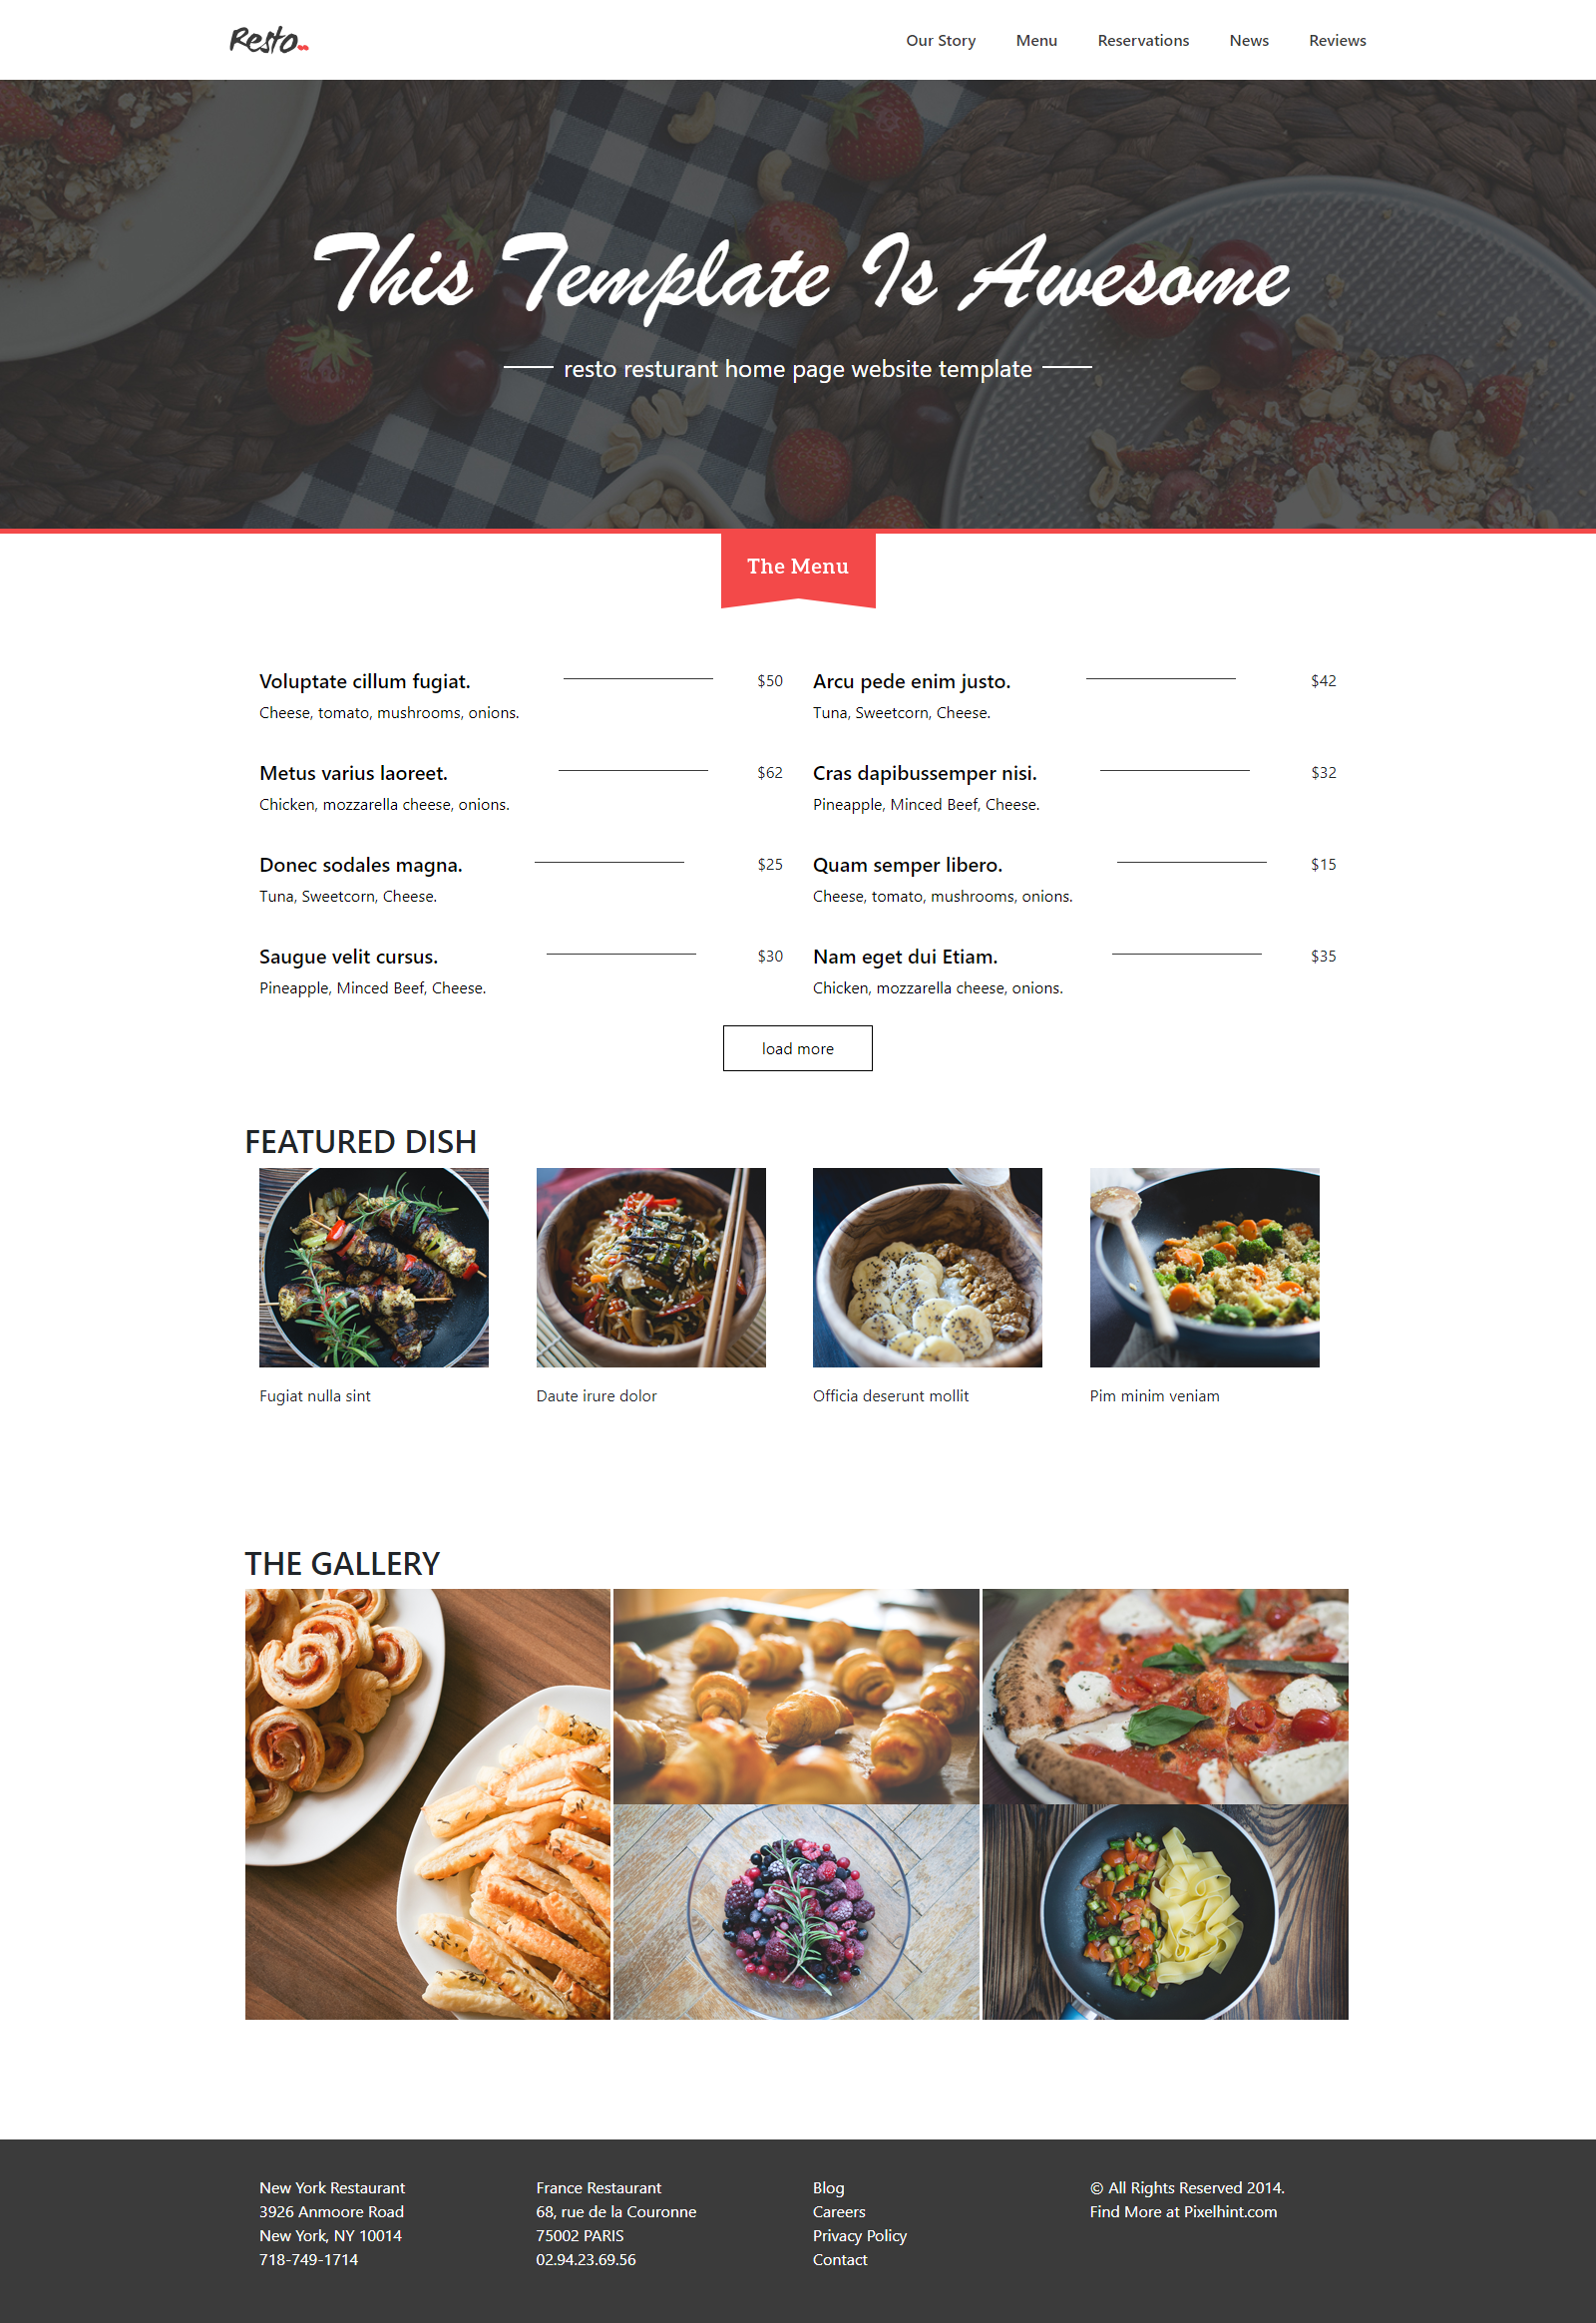 Resto
Our Story Menu Reservations News Reviews
This Template Is Awesome
resto resturant home page website template
The Menu
Voluptate cillum fugiat. $50
Cheese, tomato, mushrooms, onions.
Arcu pede enim justo. $42
Tuna, Sweetcorn, Cheese.
Metus varius laoreet. $62
Chicken, mozzarella cheese, onions.
Cras dapibussemper nisi. $32
Pineapple, Minced Beef, Cheese.
Donec sodales magna. $25
Tuna, Sweetcorn, Cheese.
Quam semper libero. $15
Cheese, tomato, mushrooms, onions.
Saugue velit cursus. $30
Pineapple, Minced Beef, Cheese.
Nam eget dui Etiam. $35
Chicken, mozzarella cheese, onions.
load more
FEATURED DISH
Fugiat nulla sint
Daute irure dolor
Officia deserunt mollit
Pim minim veniam
THE GALLERY
New York Restaurant
3926 Anmoore Road
New York, NY 10014
718-749-1714
France Restaurant
68, rue de la Couronne
75002 PARIS
02.94.23.69.56
Blog
Careers
Privacy Policy
Contact
© All Rights Reserved 2014.
Find More at Pixelhint.com